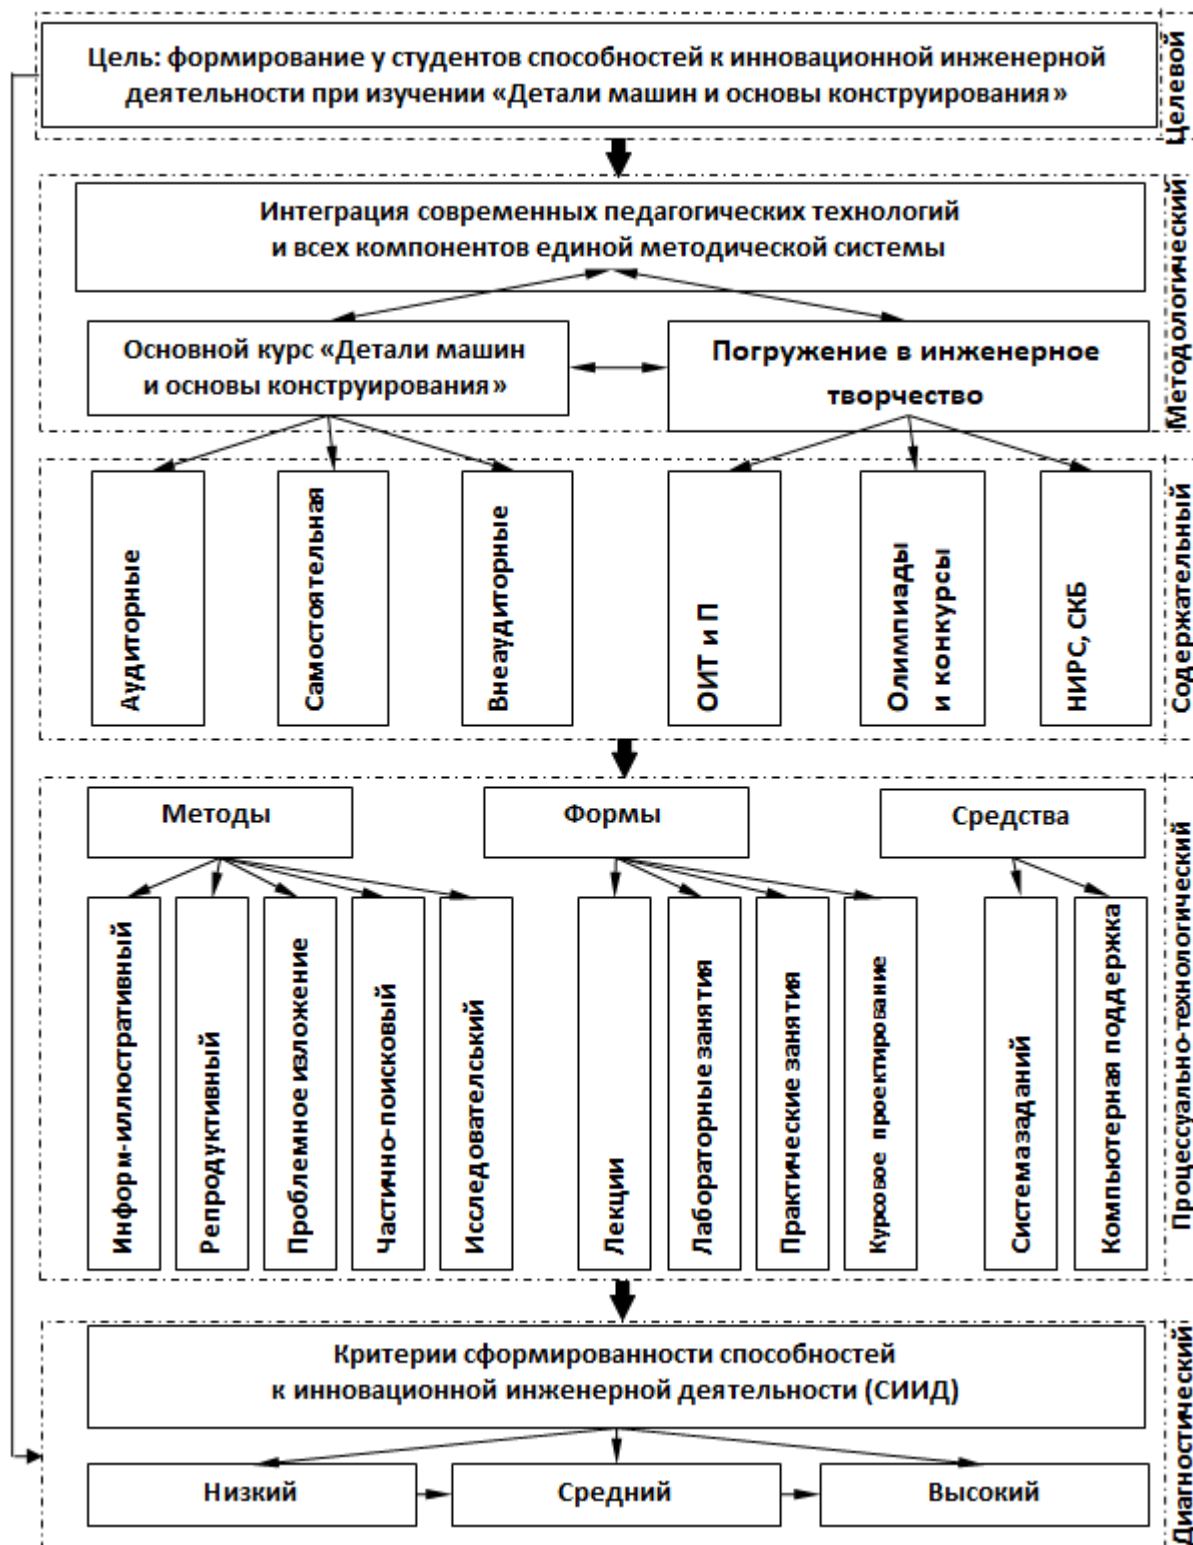 Цель: формирование у студентов способностей к инновационной инженерной
деятельности при изучении «Детали машин и основы конструирования»
Целевой
Интеграция современных педагогических технологий
и всех компонентов единой методической системы
Основной курс «Детали машин
и основы конструирования»
Погружение в инженерное
творчество
Методологический
Аудиторные
Самостоятельная
Внеаудиторные
ОИТ и П
Олимпиады
и конкурсы
НИРС, СКБ
Содержательный
Методы
Формы
Средства
Информ-иллюстративный
Репродуктивный
Проблемное изложение
Частично-поисковый
Исследователський
Лекции
Лабораторные занятия
Практические занятия
Курсовое проектирование
Система заданий
Компьютерная поддержка
Процессуально-технологический
Критерии сформированности способностей
к инновационной инженерной деятельности (СИИД)
Низкий
Средний
Высокий
Диагностический